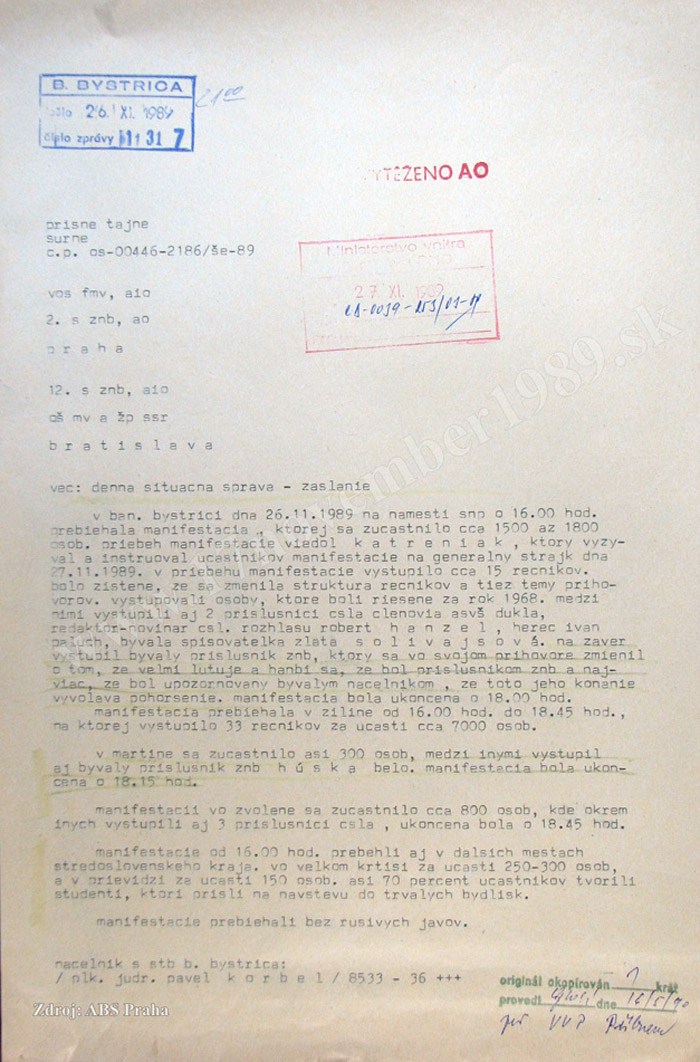 B. BYSTRICA
došlo 26. XI. 1989
číslo zprávy 11 31 7
21 00
VYTEŽENO AO
prisne tajne
surne
c.p. os-00446-2186/še-89
Ministerstvo vnitra
27 XI. 1989
vos fmv, aio
2. s znb, ao
p r a h a
12. s znb, aio
oš mv a žp ssr
b r a t i s l a v a
vec: denna situacna sprava - zaslanie
v ban. bystrici dna 26.11.1989 na namesti snp o 16.00 hod.
prebiehala manifestacia , ktorej sa zucastnilo cca 1500 az 1800
osob. priebeh manifestacie viedol k a t r e n i a k , ktory vyzy-
val a instruoval ucastnikov manifestacie na generalny strajk dna
27.11.1989. v priebehu manifestacie vystupilo cca 15 recnikov.
bolo zistene, ze sa zmenila struktura recnikov a tiez temy priho-
vorov. vystupovali osoby, ktore boli riesene za rok 1968. medzi
nimi vystupili aj 2 prislusnici csla clenovia asvš dukla,
redaktor-novinar csl. rozhlasu robert h a n z e l , herec ivan
paluch, byvala spisovatelka zlata s o l i v a j s o v á. na zaver
vystupil byvaly prislusnik znb, ktory sa vo svojom prihovore zmienil
o tom, ze velmi lutuje a hanbi sa, ze bol prislusnikom znb a naj-
viac, ze bol upozornovany byvalym nacelnikom , ze toto jeho konanie
vyvolava pohorsenie. manifestacia bola ukoncena o 18.00 hod.
manifestacia prebiehala v ziline od 16.00 hod. do 18.45 hod.,
na ktorej vystupilo 33 recnikov za ucasti cca 7000 osob.
v martine sa zucastnilo asi 300 osob, medzi inymi vystupil
aj byvaly prislusnik znb h ú s k a belo. manifestacia bola ukon-
cena o 18.15 hod.
manifestacii vo zvolene sa zucastnilo cca 800 osob, kde okrem
inych vystupili aj 3 prislusnici csla , ukoncena bola o 18.45 hod.
manifestacie od 16.00 hod. prebehli aj v dalsich mestach
stredoslovenskeho kraja. vo velkom krtisi za ucasti 250-300 osob,
a v prievidzi za ucasti 150 osob. asi 70 percent ucastnikov tvorili
studenti, ktori prisli na navstevu do trvalych bydlisk.
manifestacie prebiehali bez rusivych javov.
nacelnik s stb b. bystrica:
/ plk. judr. pavel k o r b e l / 8533 - 36 +++
originál okopírován 1 krát
provedl dne 16/5/90
pro VVP
Zdroj: ABS Praha
november1989.sk